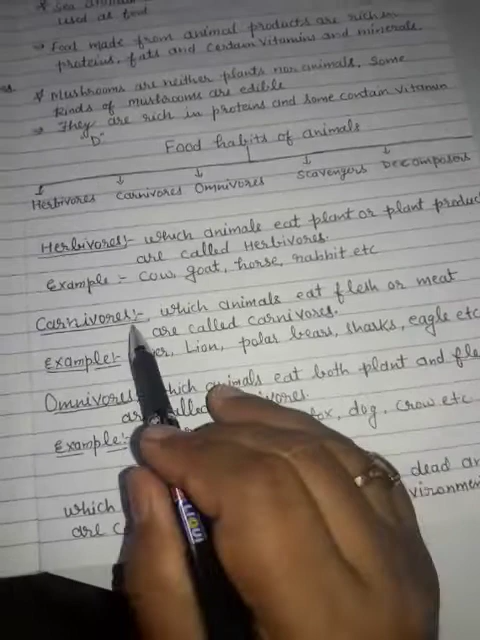 * Sea
used as food
→ Food made from animal products are rich in
proteins, fats and certain vitamins and minerals.
* Mushrooms are neither plants nor animals, some
kinds of mushrooms are edible
→ They are rich in proteins and some contain vitamin
"D"
Food habits of animals
Herbivores Carnivores Omnivores Scavengers Decomposers
Herbivores:- which animals eat plant or plant produc
are called Herbivores.
Example :- Cow, goat, horse, rabbit etc
Carnivores:- which animals eat flesh or meat
are called carnivores.
Example:- Lion, polar bears, sharks, eagle etc
Omnivores which animals eat both plant and fle
Example:- dog, crow etc
dead an
which vironmen
are